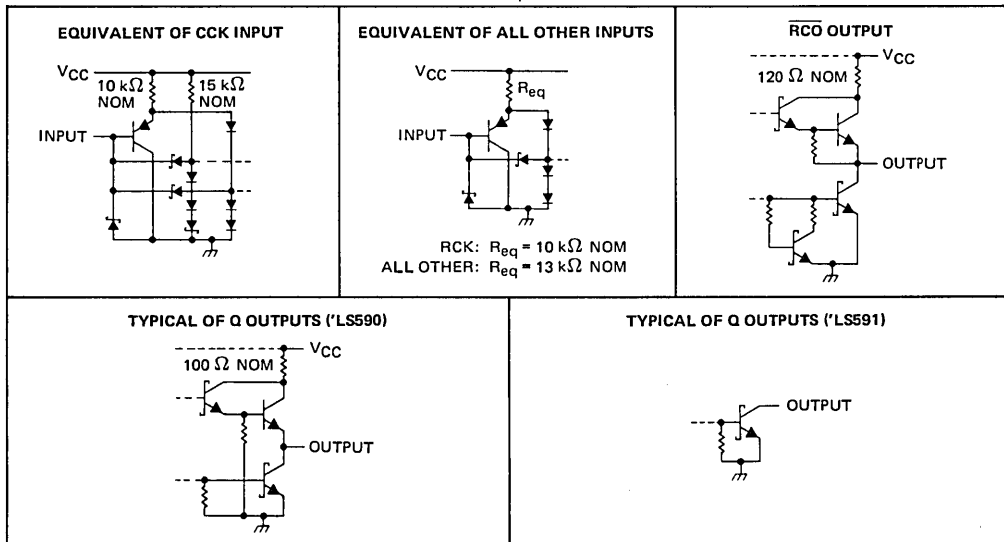 EQUIVALENT OF CCK INPUT
VCC
10 kΩ
NOM
15 kΩ
NOM
INPUT
EQUIVALENT OF ALL OTHER INPUTS
VCC
Req
INPUT
RCK: Req = 10 kΩ NOM
ALL OTHER: Req = 13 kΩ NOM
RCO OUTPUT
VCC
120 Ω NOM
OUTPUT
TYPICAL OF Q OUTPUTS ('LS590)
VCC
100 Ω NOM
OUTPUT
TYPICAL OF Q OUTPUTS ('LS591)
OUTPUT